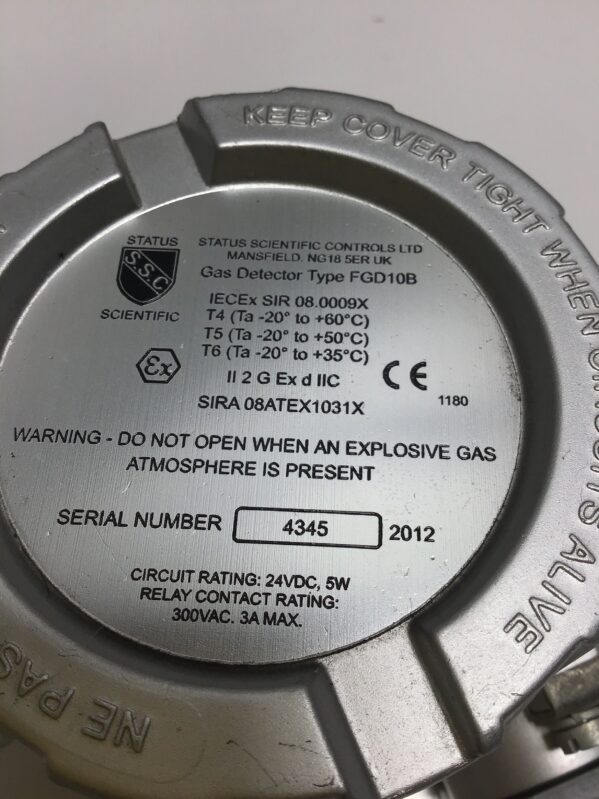 KEEP COVER TIGHT WHEN CIRCUITS ALIVE
STATUS
S.S.C
SCIENTIFIC
STATUS SCIENTIFIC CONTROLS LTD
MANSFIELD. NG18 5ER UK
Gas Detector Type FGD10B
IECEx SIR 08.0009X
T4 (Ta -20° to +60°C)
T5 (Ta -20° to +50°C)
T6 (Ta -20° to +35°C)
Ex
II 2 G Ex d IIC
CE
1180
SIRA 08ATEX1031X
WARNING - DO NOT OPEN WHEN AN EXPLOSIVE GAS
ATMOSPHERE IS PRESENT
SERIAL NUMBER 4345 2012
CIRCUIT RATING: 24VDC, 5W
RELAY CONTACT RATING:
300VAC. 3A MAX.
NE PAS